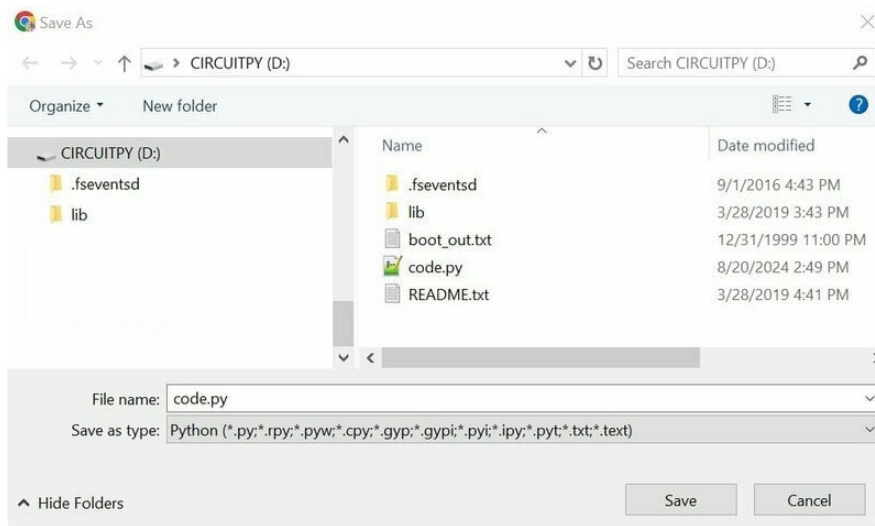 Save As
CIRCUITPY (D:)
Search CIRCUITPY (D:)
Organize
New folder
CIRCUITPY (D:)
.fseventsd
lib
Name
Date modified
.fseventsd
9/1/2016 4:43 PM
lib
3/28/2019 3:43 PM
boot_out.txt
12/31/1999 11:00 PM
code.py
8/20/2024 2:49 PM
README.txt
3/28/2019 4:41 PM
File name: code.py
Save as type: Python (*.py;*.rpy;*.pyw;*.cpy;*.gyp;*.gypi;*.pyi;*.ipy;*.pyt;*.txt;*.text)
Hide Folders
Save
Cancel